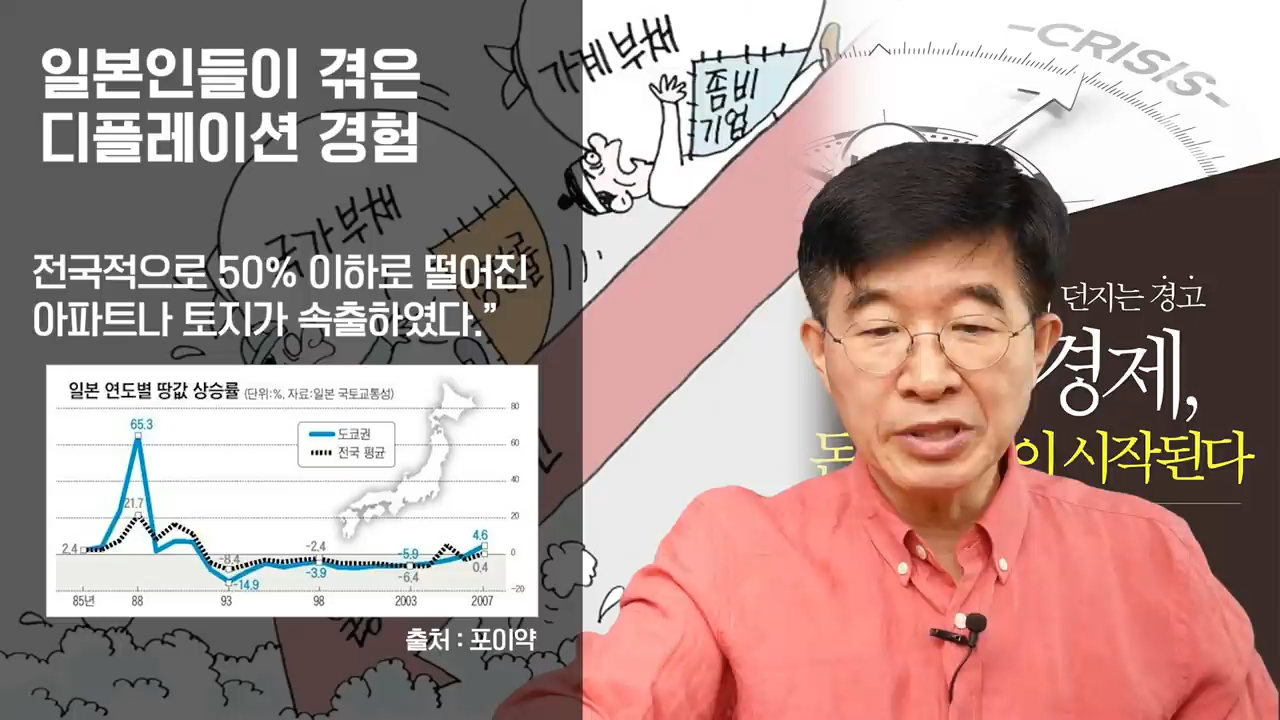 일본인들이 겪은
디플레이션 경험
전국적으로 50% 이하로 떨어진
아파트나 토지가 속출하였다.”
일본 연도별 땅값 상승률 (단위:%, 자료:일본 국토교통성)
도쿄권
전국 평균
80
60
40
20
0
-20
65.3
21.7
2.4
-8.4
-14.9
-2.4
-3.9
-5.9
-6.4
4.6
0.4
85년 88 93 98 2003 2007
출처 : 포이약
국가부채
가계부채
좀비
기업
-CRISIS-
던지는 경고
경제,
이 시작된다